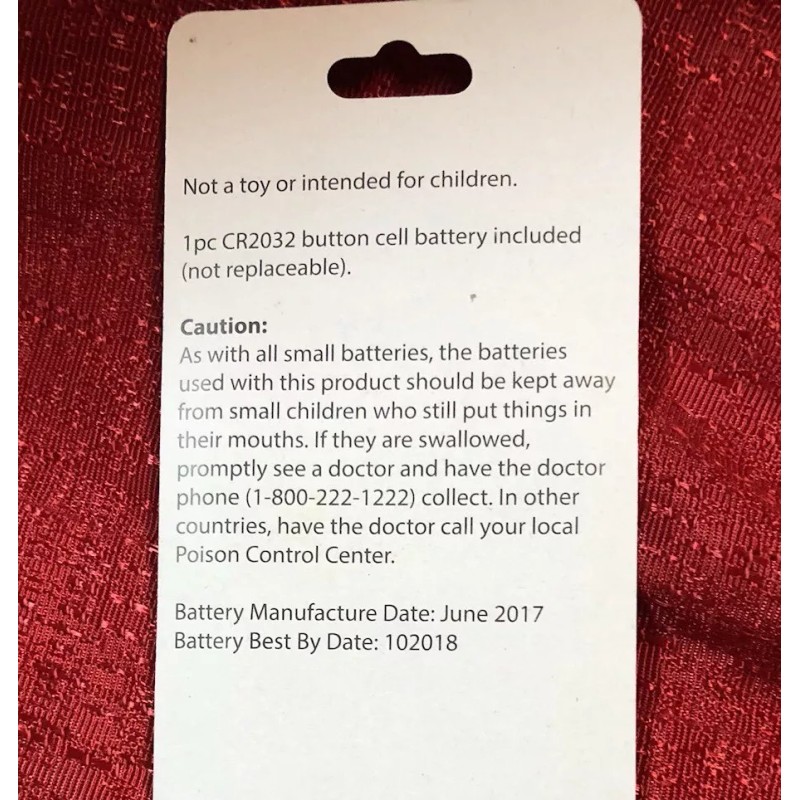 Not a toy or intended for children.
1pc CR2032 button cell battery included
(not replaceable).
Caution:
As with all small batteries, the batteries
used with this product should be kept away
from small children who still put things in
their mouths. If they are swallowed,
promptly see a doctor and have the doctor
phone (1-800-222-1222) collect. In other
countries, have the doctor call your local
Poison Control Center.
Battery Manufacture Date: June 2017
Battery Best By Date: 102018